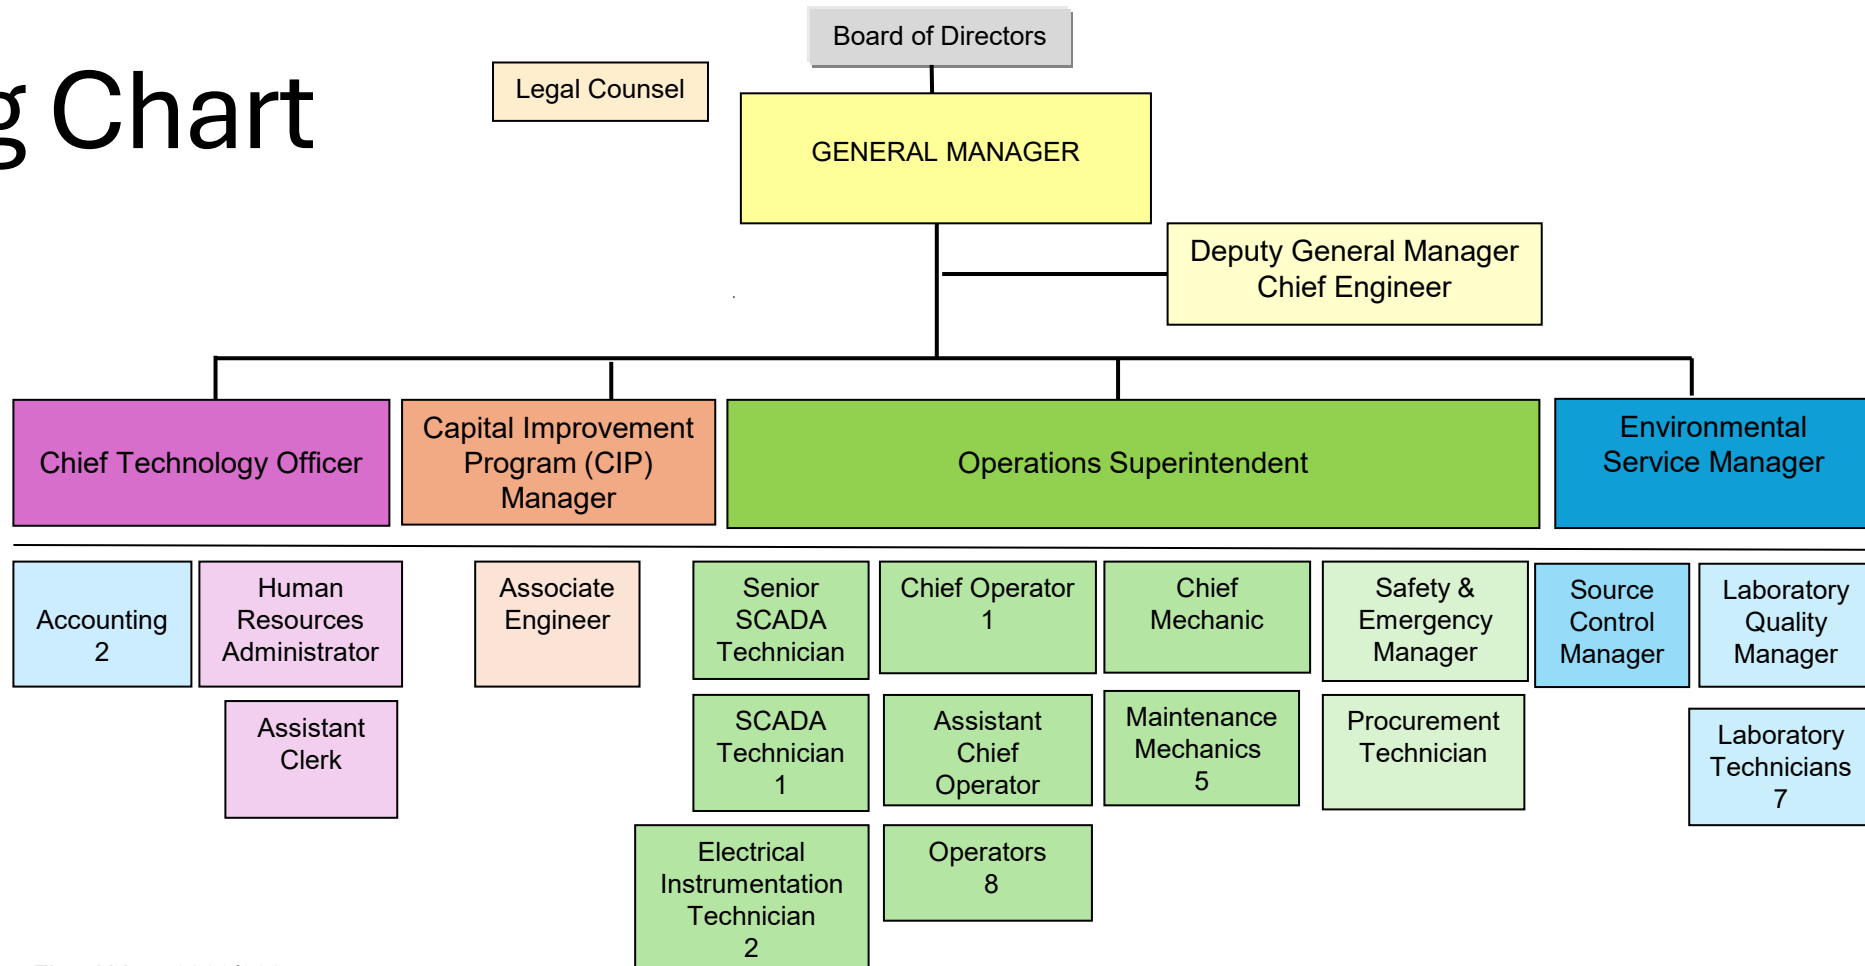 Board of Directors
Legal Counsel
g Chart
GENERAL MANAGER
Deputy General Manager
Chief Engineer
Chief Technology Officer
Capital Improvement
Program (CIP)
Manager
Operations Superintendent
Environmental
Service Manager
Accounting
2
Human
Resources
Administrator
Associate
Engineer
Senior
SCADA
Technician
Chief Operator
1
Chief
Mechanic
Safety &
Emergency
Manager
Source
Control
Manager
Laboratory
Quality
Manager
Assistant
Clerk
SCADA
Technician
1
Assistant
Chief
Operator
Maintenance
Mechanics
5
Procurement
Technician
Laboratory
Technicians
7
Electrical
Instrumentation
Technician
2
Operators
8